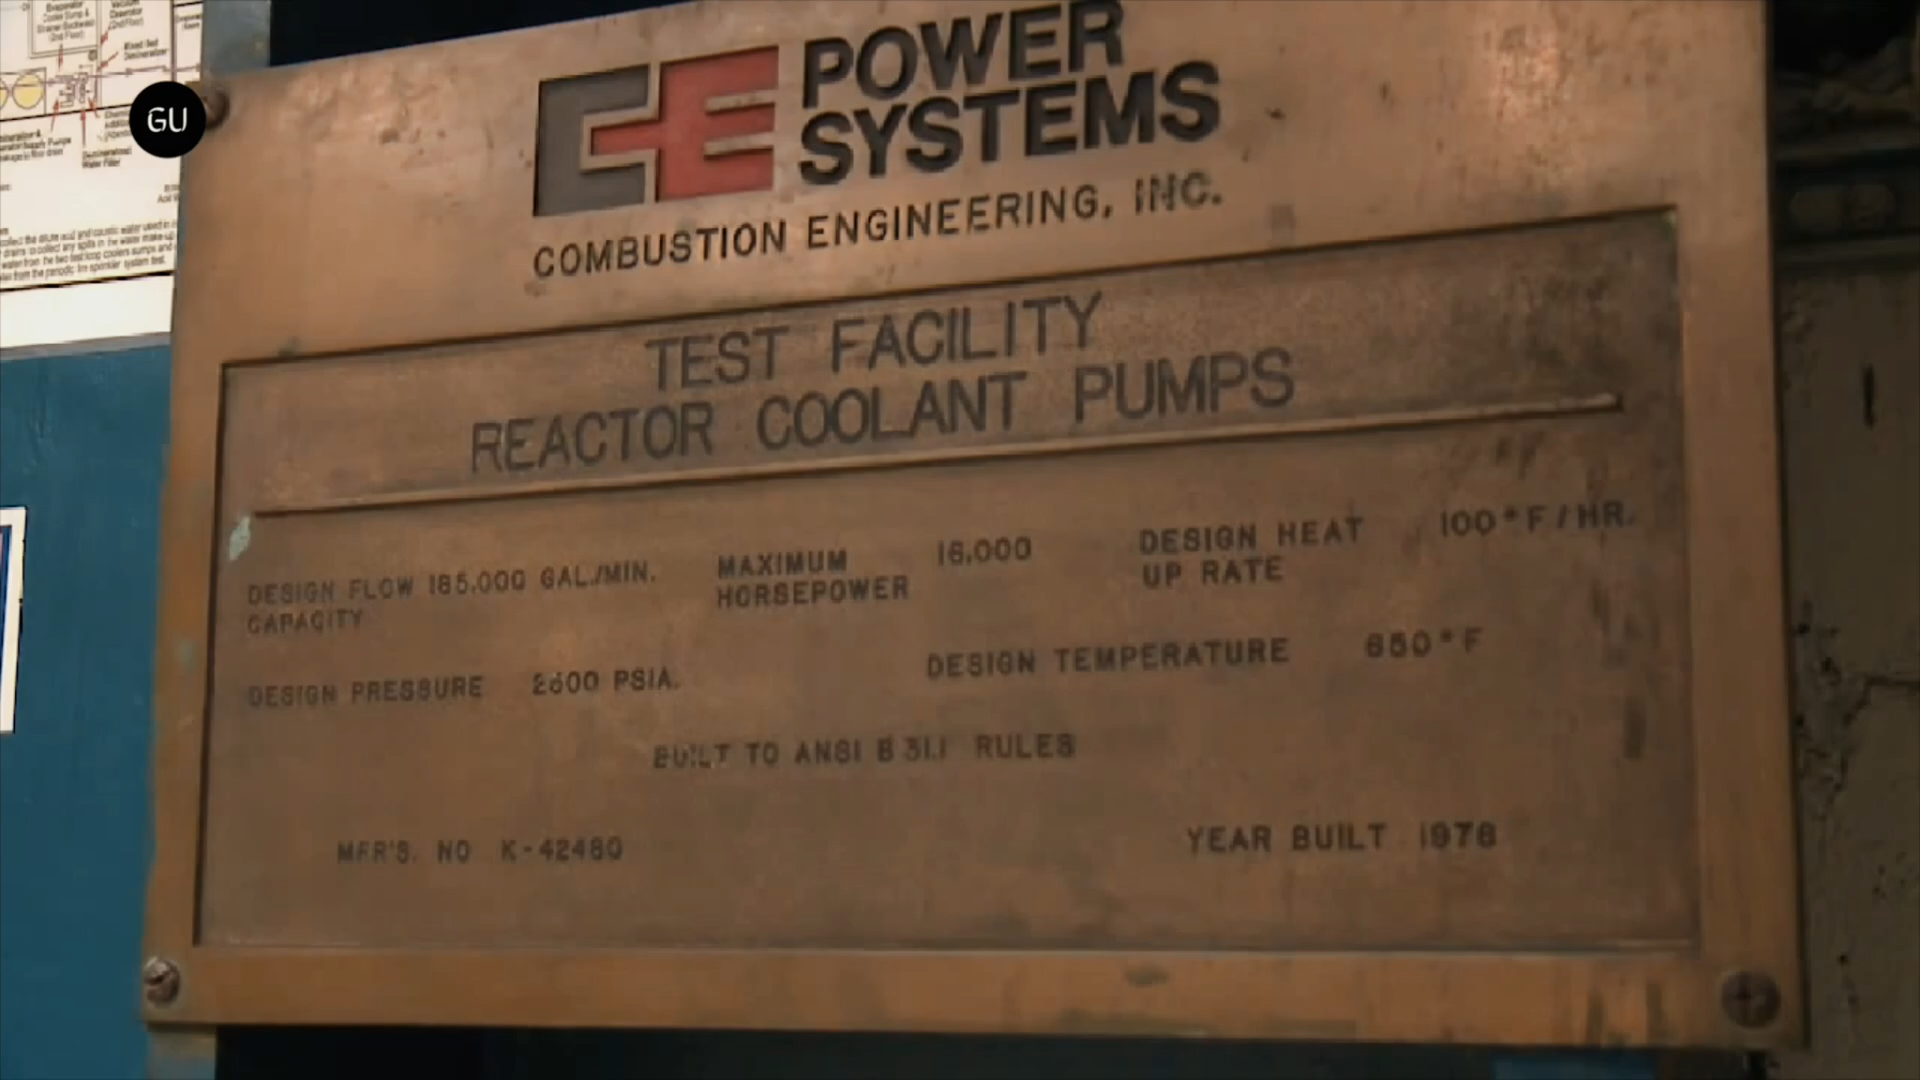 GU
CE POWER
SYSTEMS
COMBUSTION ENGINEERING, INC.
TEST FACILITY
REACTOR COOLANT PUMPS
DESIGN FLOW 185,000 GAL./MIN. MAXIMUM 16,000 DESIGN HEAT 100°F/HR.
CAPACITY HORSEPOWER UP RATE
DESIGN PRESSURE 2600 PSIA. DESIGN TEMPERATURE 650°F
BUILT TO ANSI B 31.1 RULES
MFR'S. NO K-42480 YEAR BUILT 1978